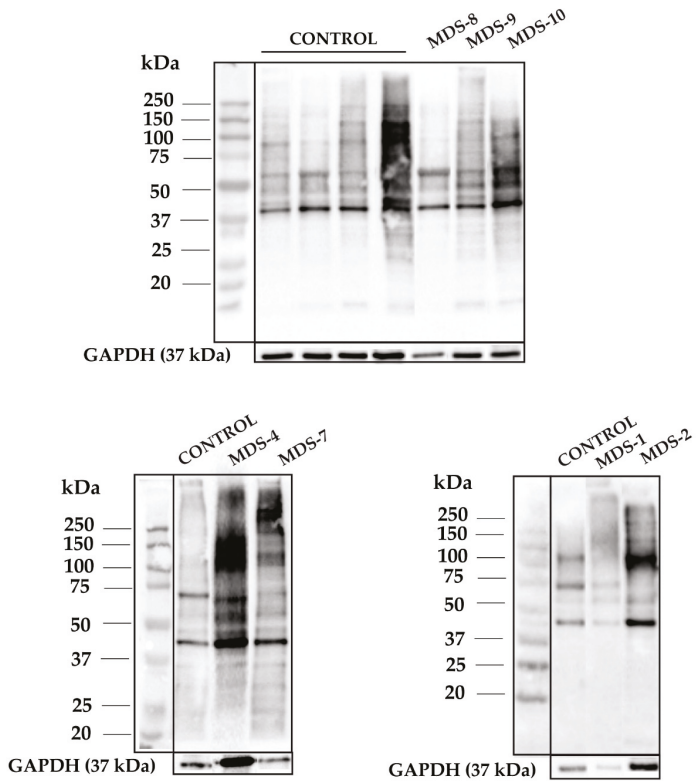 CONTROL MDS-8 MDS-9 MDS-10
kDa
250
150
100
75
50
37
25
20
GAPDH (37 kDa)
CONTROL MDS-4 MDS-7
kDa
250
150
100
75
50
37
25
20
GAPDH (37 kDa)
CONTROL MDS-1 MDS-2
kDa
250
150
100
75
50
37
25
20
GAPDH (37 kDa)